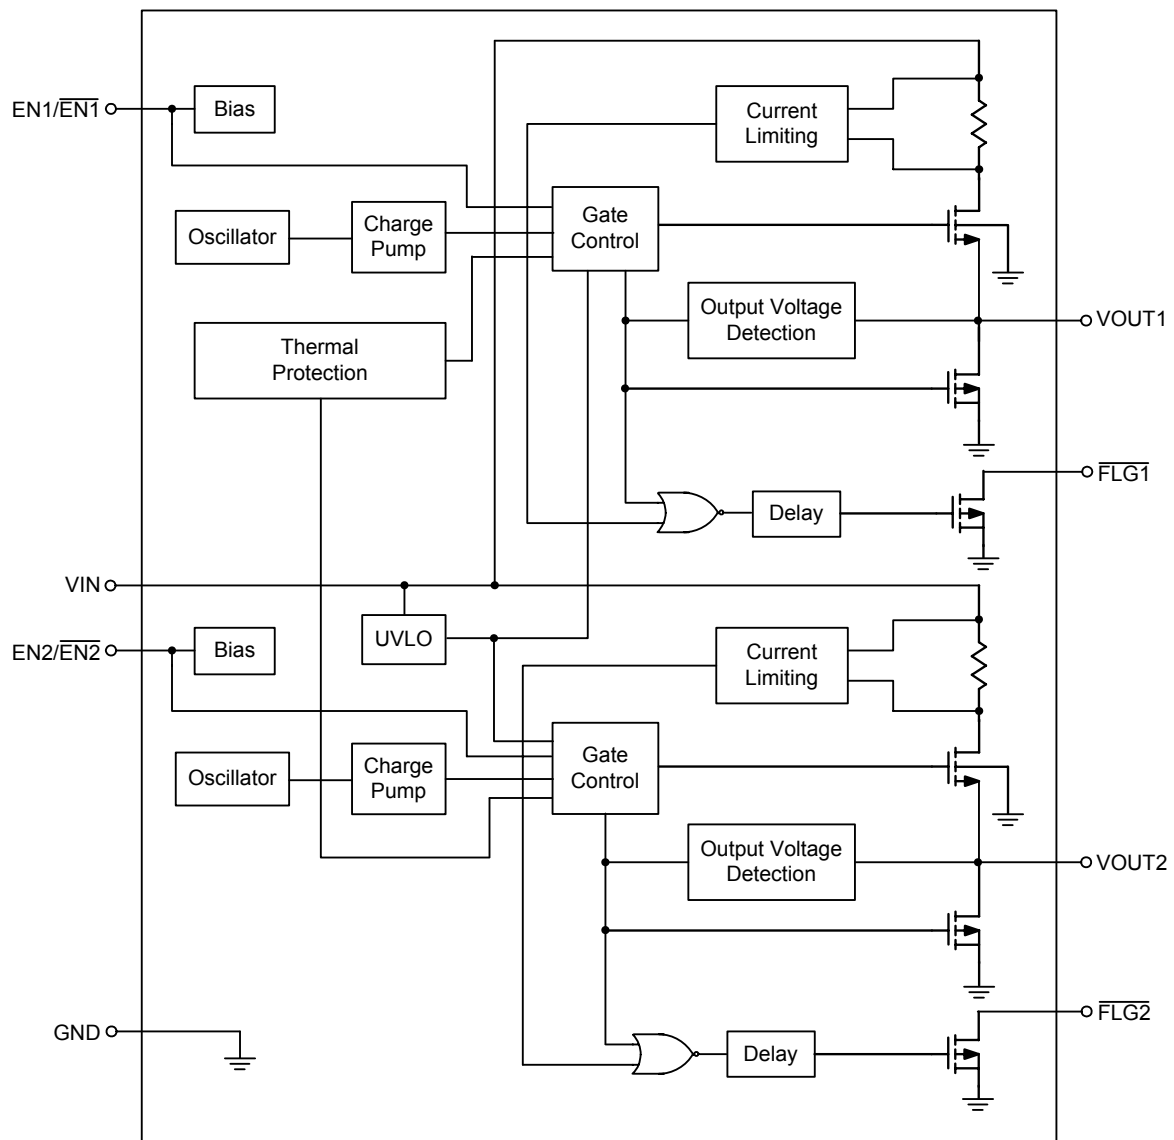 EN1/EN1
Bias
Current
Limiting
Oscillator
Charge
Pump
Gate
Control
Output Voltage
Detection
VOUT1
Thermal
Protection
FLG1
Delay
VIN
UVLO
EN2/EN2
Bias
Current
Limiting
Oscillator
Charge
Pump
Gate
Control
Output Voltage
Detection
VOUT2
FLG2
GND
Delay